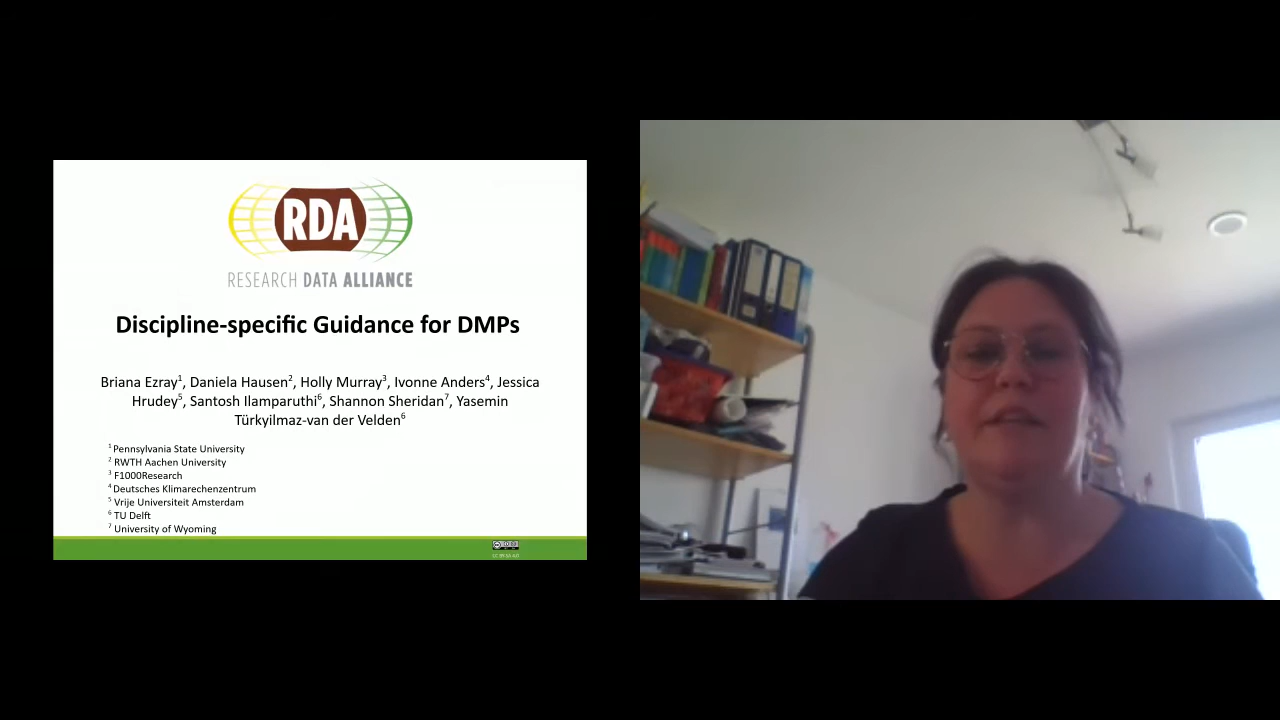 RDA
RESEARCH DATA ALLIANCE
Discipline-specific Guidance for DMPs
Briana Ezray1, Daniela Hausen2, Holly Murray3, Ivonne Anders4, Jessica
Hrudey5, Santosh Ilamparuthi6, Shannon Sheridan7, Yasemin
Türkyilmaz-van der Velden6
1 Pennsylvania State University
2 RWTH Aachen University
3 F1000Research
4 Deutsches Klimarechenzentrum
5 Vrije Universiteit Amsterdam
6 TU Delft
7 University of Wyoming